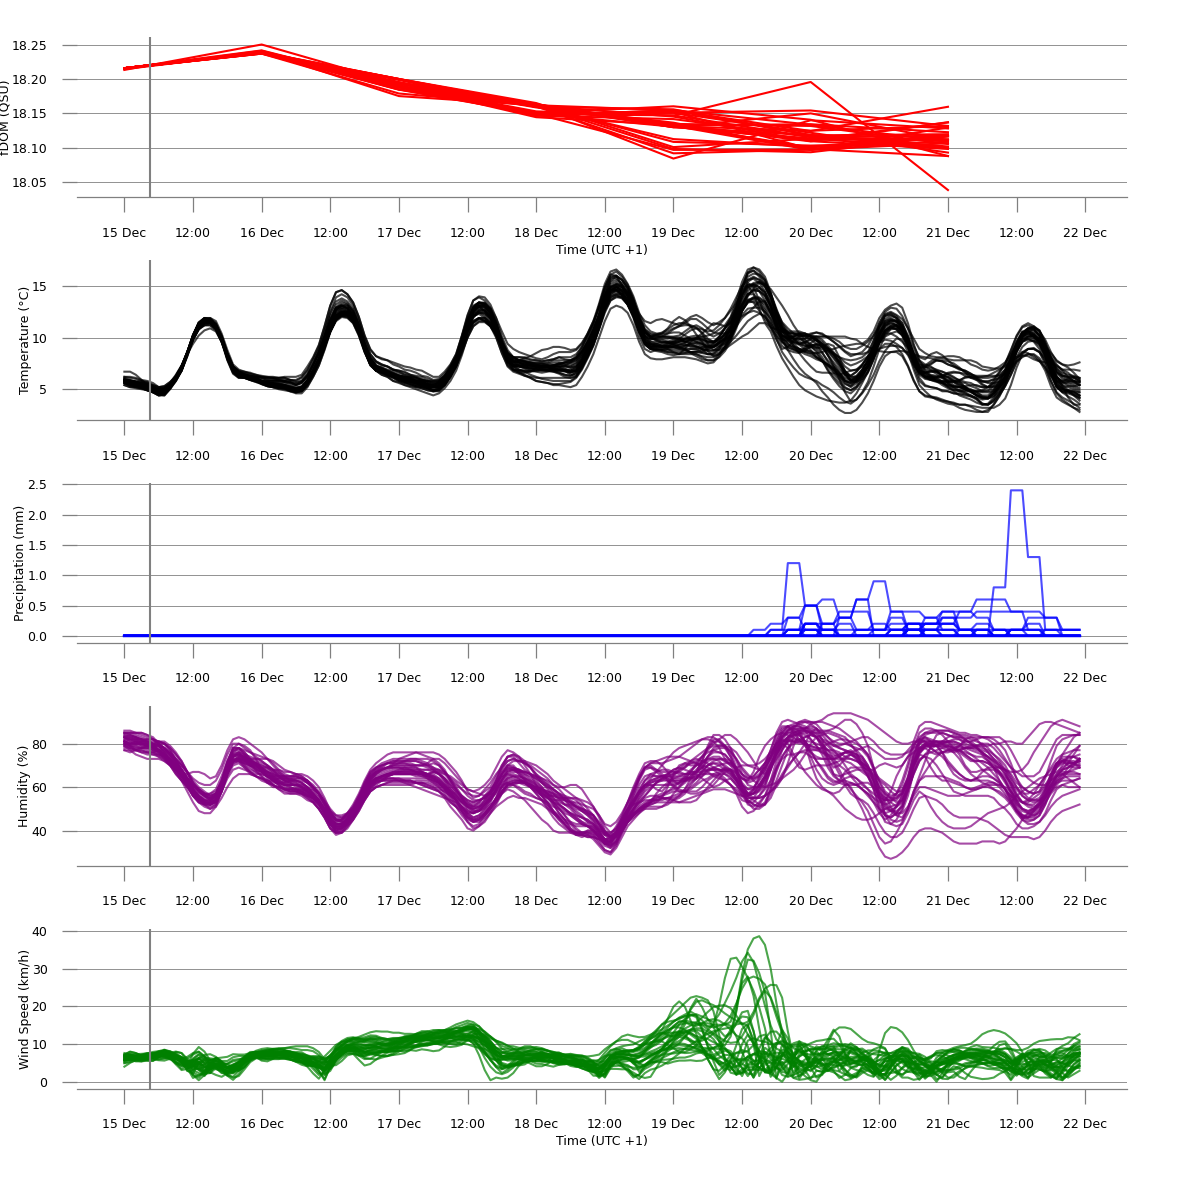 18.25
18.20
18.15
18.10
18.05
fDOM (QSU)
15 Dec 12:00 16 Dec 12:00 17 Dec 12:00 18 Dec 12:00 19 Dec 12:00 20 Dec 12:00 21 Dec 12:00 22 Dec
Time (UTC +1)
15
10
5
Temperature (°C)
15 Dec 12:00 16 Dec 12:00 17 Dec 12:00 18 Dec 12:00 19 Dec 12:00 20 Dec 12:00 21 Dec 12:00 22 Dec
2.5
2.0
1.5
1.0
0.5
0.0
Precipitation (mm)
15 Dec 12:00 16 Dec 12:00 17 Dec 12:00 18 Dec 12:00 19 Dec 12:00 20 Dec 12:00 21 Dec 12:00 22 Dec
80
60
40
Humidity (%)
15 Dec 12:00 16 Dec 12:00 17 Dec 12:00 18 Dec 12:00 19 Dec 12:00 20 Dec 12:00 21 Dec 12:00 22 Dec
40
30
20
10
0
Wind Speed (km/h)
15 Dec 12:00 16 Dec 12:00 17 Dec 12:00 18 Dec 12:00 19 Dec 12:00 20 Dec 12:00 21 Dec 12:00 22 Dec
Time (UTC +1)